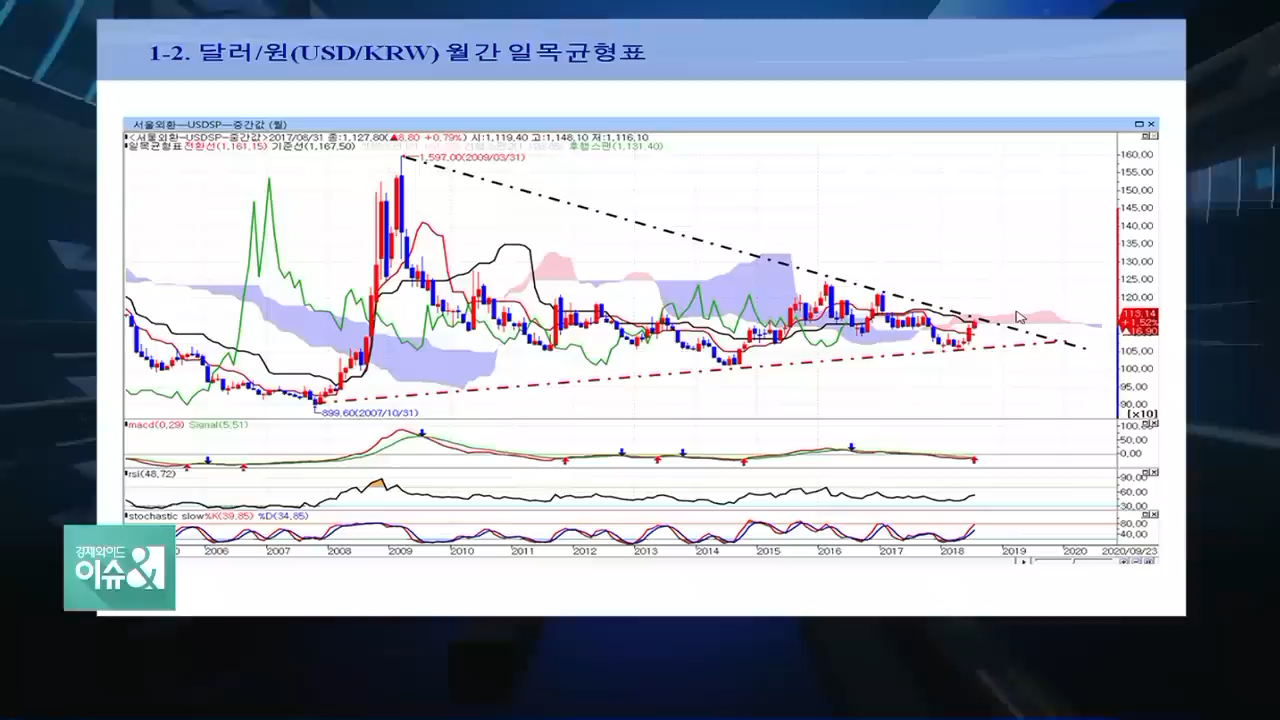 1-2. 달러/원(USD/KRW) 월간 일목균형표
서울외환—USDSP—중간값 (월)
<서울외환-USDSP-중간값>2017/08/31 종:1,127.80(▲8.80 +0.79%) 시:1,119.40 고:1,148.10 저:1,116.10
일목균형표 전환선(1,161.15) 기준선(1,167.50) 후행스팬(1,131.40)
1,597.00(2009/03/31)
160.00
155.00
150.00
145.00
140.00
135.00
130.00
125.00
120.00
113.14
+1.52%
▲16.90
105.00
100.00
95.00
90.00
[×10]
899.60(2007/10/31)
macd(0,29) Signal(5,51)
100.00
50.00
0.00
rsi(48,72)
90.00
60.00
30.00
stochastic slow%K(39,85) %D(34,85)
80.00
40.00
2006 2007 2008 2009 2010 2011 2012 2013 2014 2015 2016 2017 2018 2019 2020 2020/09/23
경제와이드
이슈&